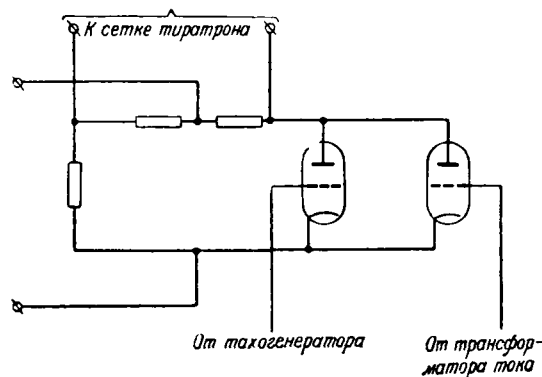 К сетке тиратрона
От тахогенератора
От трансфор-
матора тока